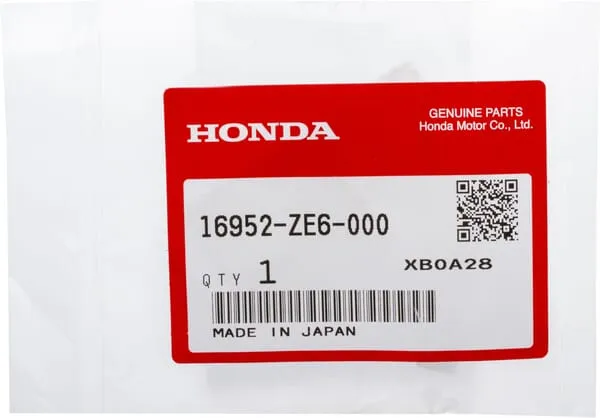 GENUINE PARTS
HONDA Honda Motor Co., Ltd.
16952-ZE6-000
QTY 1 XB0A28
MADE IN JAPAN